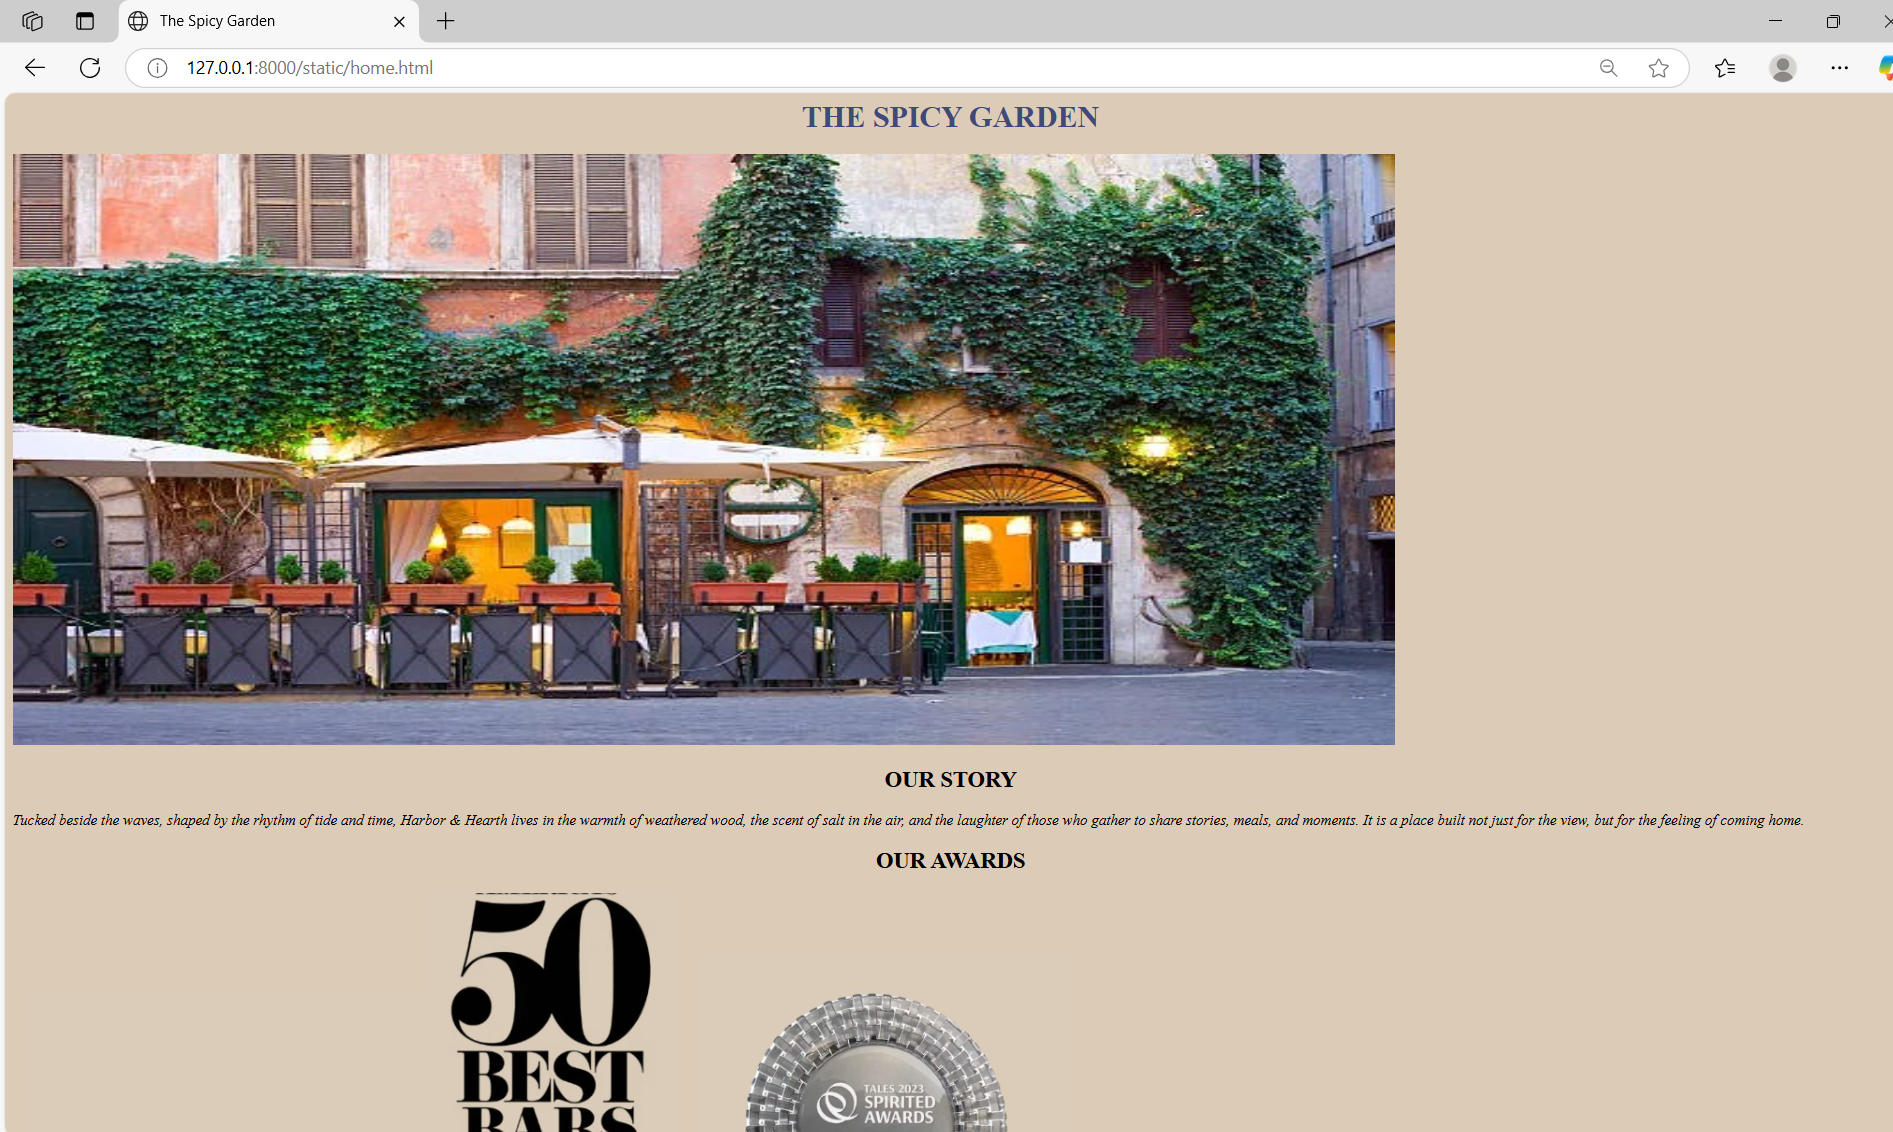 The Spicy Garden
127.0.0.1:8000/static/home.html
THE SPICY GARDEN
OUR STORY
Tucked beside the waves, shaped by the rhythm of tide and time, Harbor & Hearth lives in the warmth of weathered wood, the scent of salt in the air, and the laughter of those who gather to share stories, meals, and moments. It is a place built not just for the view, but for the feeling of coming home.
OUR AWARDS
50
BEST
BARS
TALES 2023
SPIRITED
AWARDS